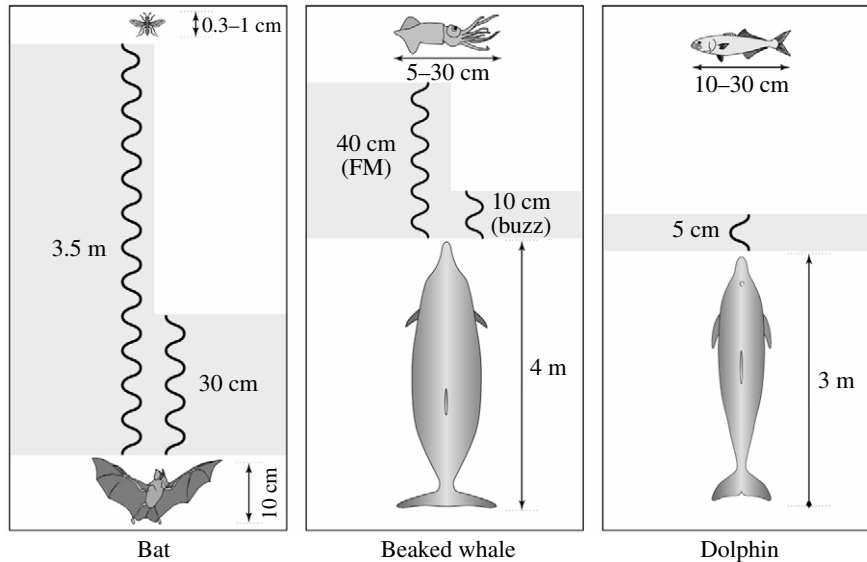 0.3–1 cm
3.5 m
30 cm
10 cm
Bat
5–30 cm
40 cm
(FM)
10 cm
(buzz)
4 m
Beaked whale
10–30 cm
5 cm
3 m
Dolphin